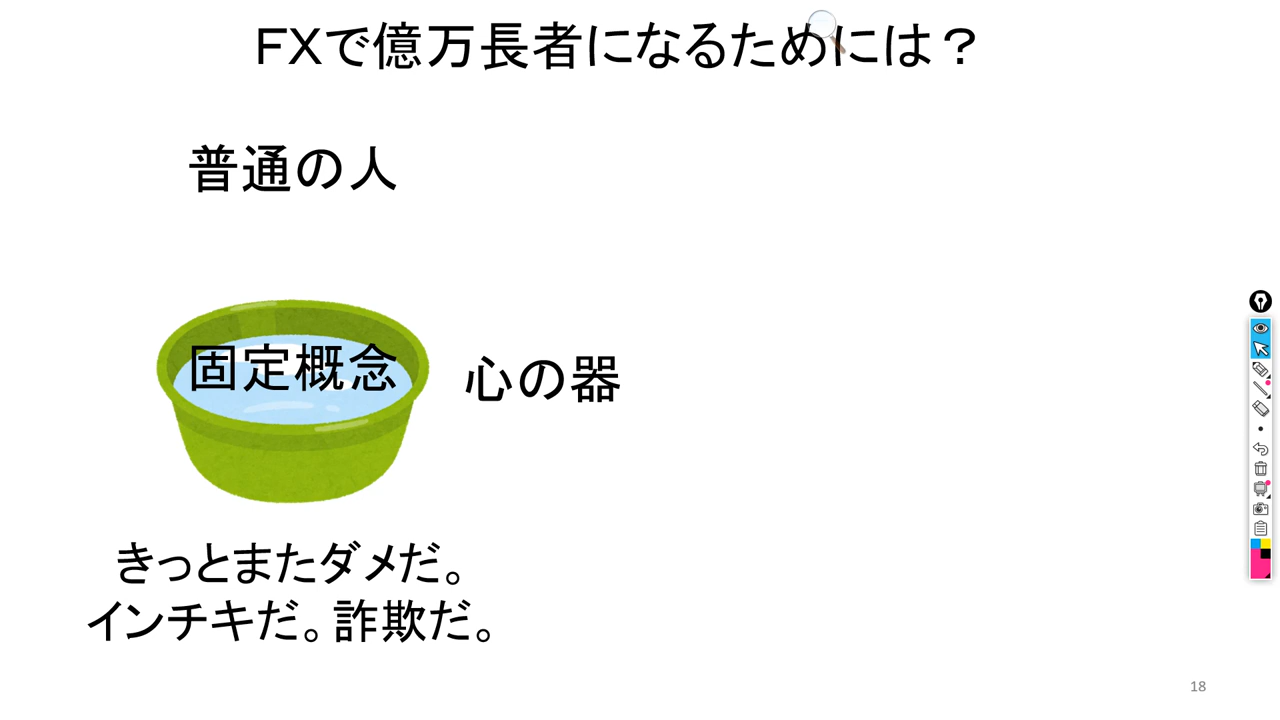 FXで億万長者になるためには？
普通の人
固定概念
心の器
きっとまたダメだ。
インチキだ。詐欺だ。
18